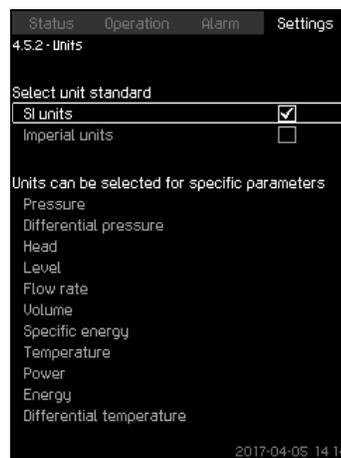 Status Operation Alarm Settings
4.5.2 - Units
Select unit standard
SI units
Imperial units
Units can be selected for specific parameters
Pressure
Differential pressure
Head
Level
Flow rate
Volume
Specific energy
Temperature
Power
Energy
Differential temperature
2017-04-05 14